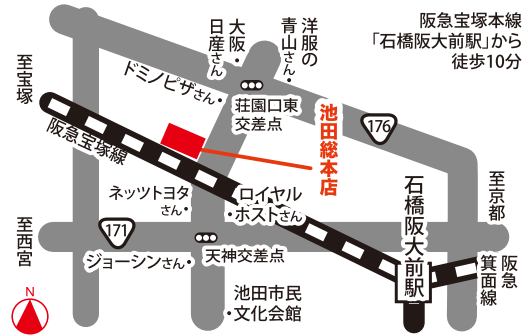 阪急宝塚本線
「石橋阪大前駅」から
徒歩10分
洋服の
青山さん
大阪・
日産さん
至宝塚
ドミノピザさん
荘園口東
交差点
176
池田総本店
阪急宝塚線
ネッツトヨタ
さん
ロイヤル
ホストさん
石橋阪大前駅
至京都
至西宮
171
ジョーシンさん
天神交差点
阪急
箕面線
池田市民
文化会館
N